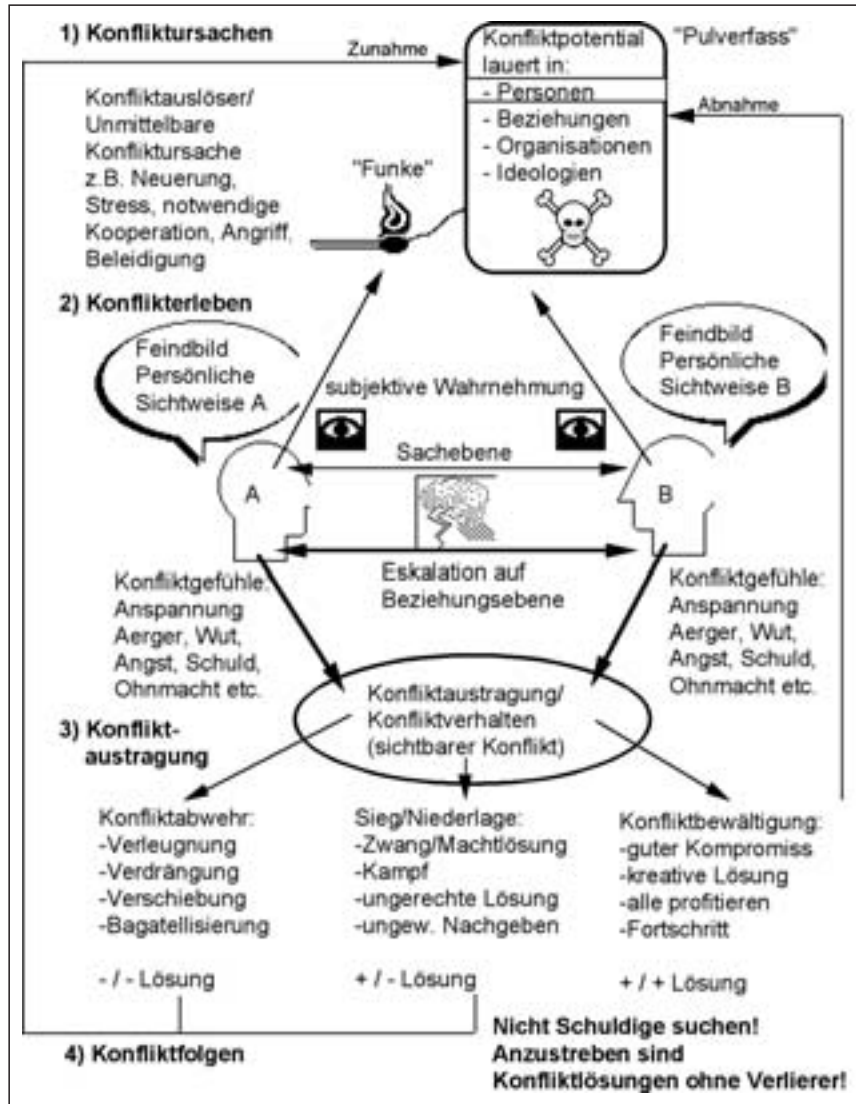 1) Konfliktursachen
Zunahme
Konfliktpotential
lauert in:
- Personen
- Beziehungen
- Organisationen
- Ideologien
"Pulverfass"
Abnahme
Konfliktauslöser/
Unmittelbare
Konfliktursache
z.B. Neuerung,
Stress, notwendige
Kooperation, Angriff,
Beleidigung
"Funke"
2) Konflikterleben
Feindbild
Persönliche
Sichtweise A
Feindbild
Persönliche
Sichtweise B
subjektive Wahrnehmung
Sachebene
A
B
Eskalation auf
Beziehungsebene
Konfliktgefühle:
Anspannung
Aerger, Wut,
Angst, Schuld,
Ohnmacht etc.
Konfliktgefühle:
Anspannung
Aerger, Wut,
Angst, Schuld,
Ohnmacht etc.
Konfliktaustragung/
Konfliktverhalten
(sichtbarer Konflikt)
3) Konflikt-
austragung
Konfliktabwehr:
-Verleugnung
-Verdrängung
-Verschiebung
-Bagatellisierung
- / - Lösung
Sieg/Niederlage:
-Zwang/Machtlösung
-Kampf
-ungerechte Lösung
-ungew. Nachgeben
+ / - Lösung
Konfliktbewältigung:
-guter Kompromiss
-kreative Lösung
-alle profitieren
-Fortschritt
+ / + Lösung
4) Konfliktfolgen
Nicht Schuldige suchen!
Anzustreben sind
Konfliktlösungen ohne Verlierer!